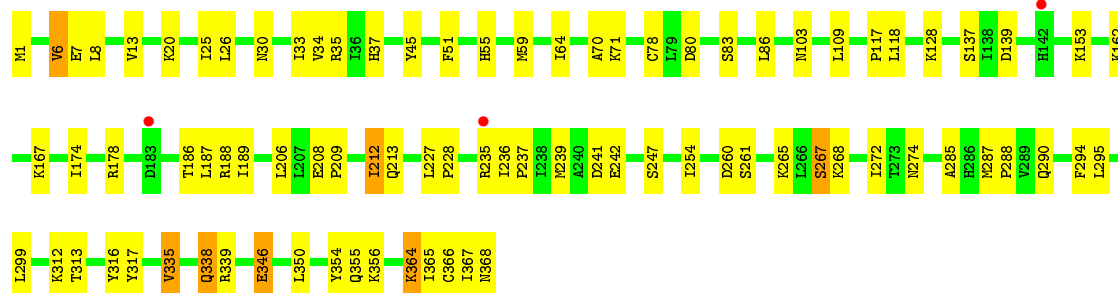 M1 V6 E7 L8 V13 K20 I25 L26 N30 I33 V34 R35 I36 H37 Y45 F51 H55 M59 I64 A70 K71 C78 L79 D80 S83 L86 N103 L109 P117 L118 K128 S137 I138 D139 H142 K153 K162
K167 I174 R178 D183 T186 L187 R188 I189 L206 L207 E208 P209 I212 Q213 L227 P228 R235 I236 P237 I238 M239 A240 D241 E242 S247 I254 D260 S261 K265 L266 S267 K268 I272 T273 N274 A285 H286 M287 P288 V289 Q290 F294 L295
L299 K312 T313 Y316 Y317 V335 Q338 R339 E346 L350 Y354 Q355 K356 K364 I365 C366 I367 N368